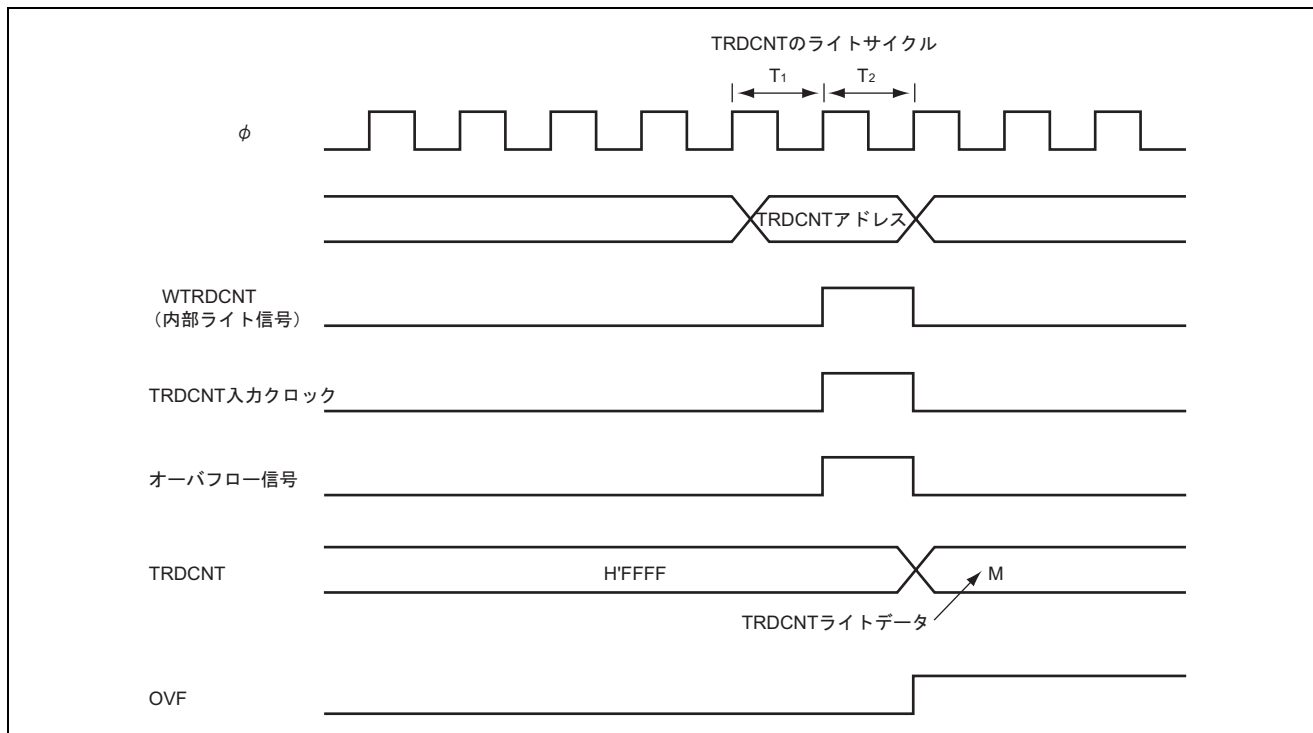 TRDCNTのライトサイクル
T1 T2
φ
TRDCNTアドレス
WTRDCNT
（内部ライト信号）
TRDCNT入力クロック
オーバフロー信号
TRDCNT
H'FFFF
M
TRDCNTライトデータ
OVF